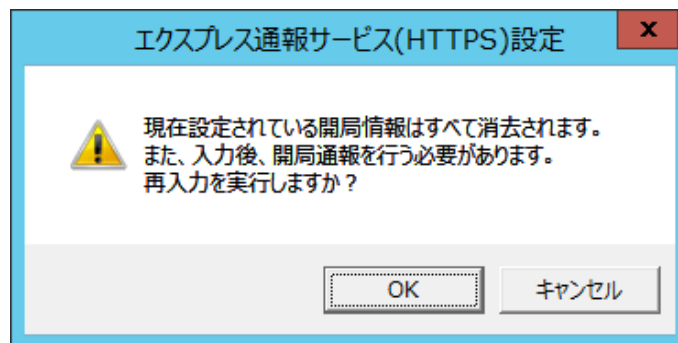 エクスプレス通報サービス(HTTPS)設定
x
現在設定されている開局情報はすべて消去されます。
また、入力後、開局通報を行う必要があります。
再入力を実行しますか？
OK
キャンセル